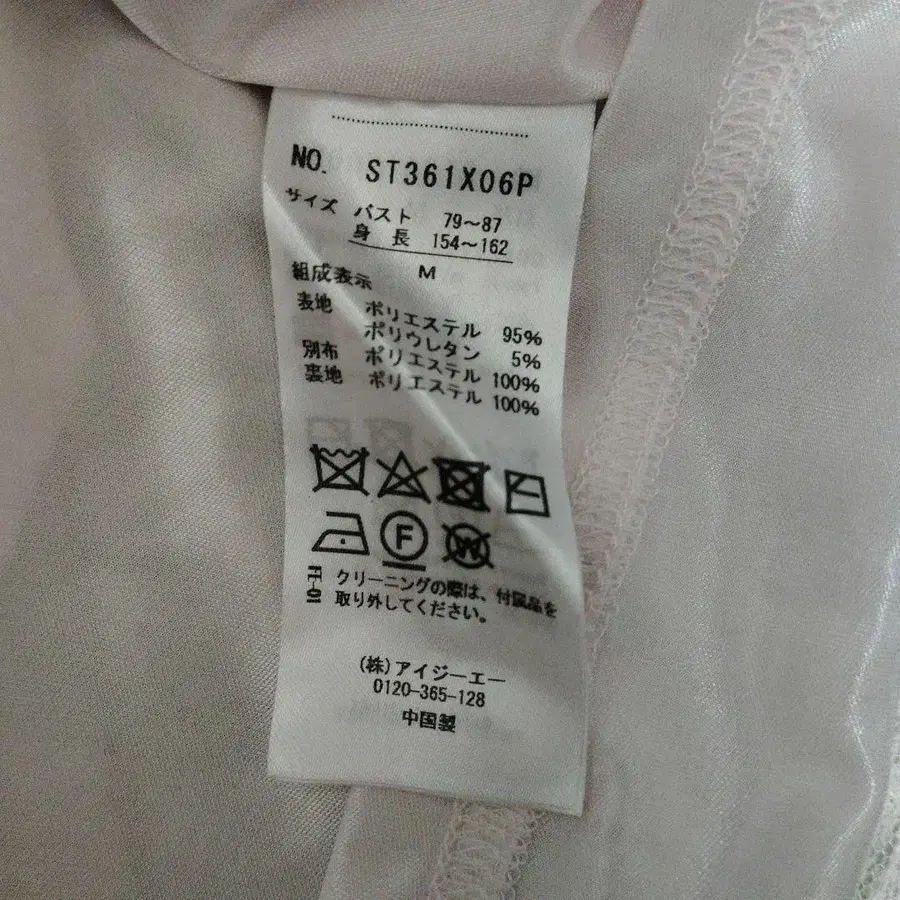 NO. ST361X06P
サイズ バスト 79～87
身長 154～162
M
組成表示
表地 ポリエステル 95%
ポリウレタン 5%
別布 ポリエステル 100%
裏地 ポリエステル 100%
F W
FF-01
クリーニングの際は、付属品を
取り外してください。
(株)アイジーエー
0120-365-128
中国製